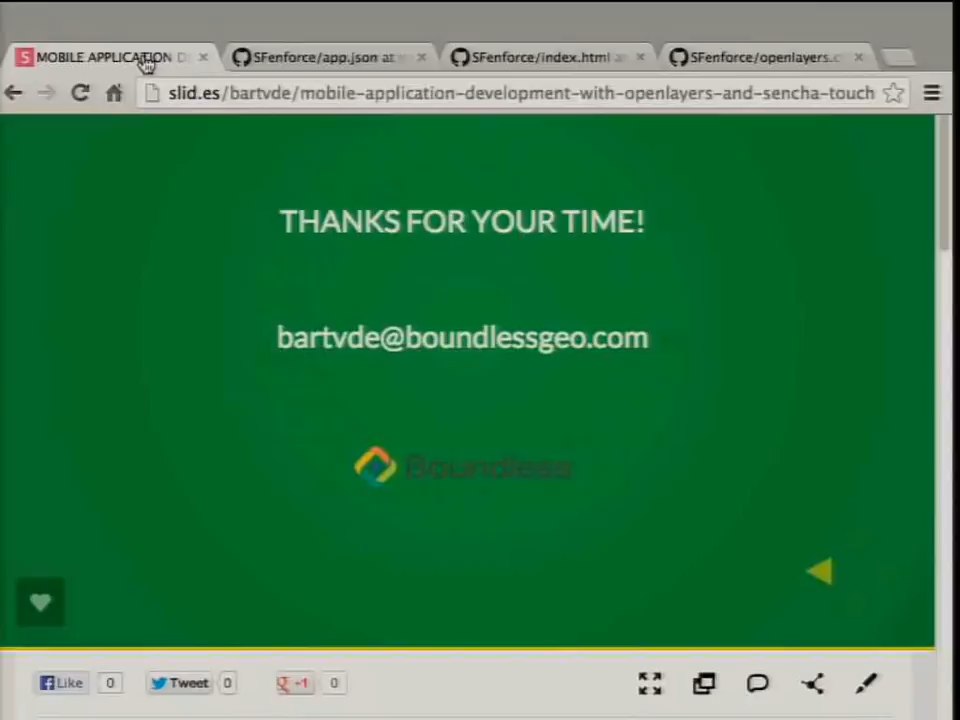 MOBILE APPLICATION D
SFenforce/app.json at
SFenforce/index.html a
SFenforce/openlayers.c
slid.es/bartvde/mobile-application-development-with-openlayers-and-sencha-touch
THANKS FOR YOUR TIME!
bartvde@boundlessgeo.com
Boundless
Like 0
Tweet 0
+1 0